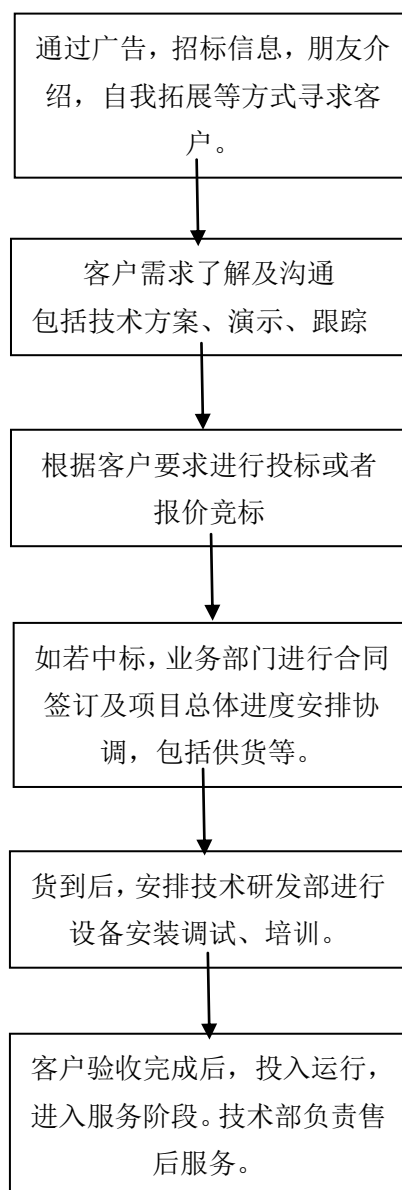 通过广告，招标信息，朋友介
绍，自我拓展等方式寻求客
户。
客户需求了解及沟通
包括技术方案、演示、跟踪
根据客户要求进行投标或者
报价竞标
如若中标，业务部门进行合同
签订及项目总体进度安排协
调，包括供货等。
货到后，安排技术研发部进行
设备安装调试、培训。
客户验收完成后，投入运行，
进入服务阶段。技术部负责售
后服务。